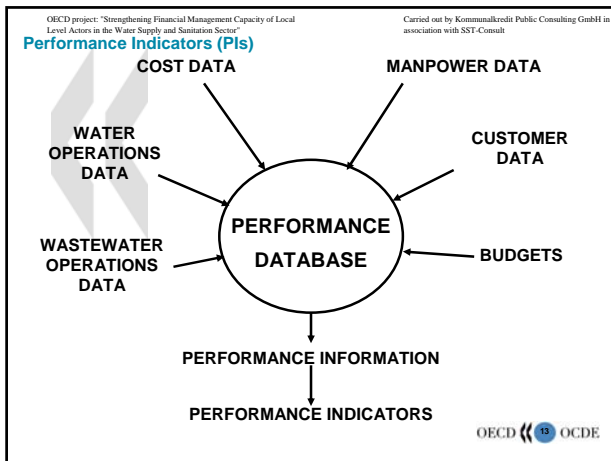 OECD project: "Strengthening Financial Management Capacity of Local
Level Actors in the Water Supply and Sanitation Sector"
Carried out by Kommunalkredit Public Consulting GmbH in
association with SST-Consult
Performance Indicators (PIs)
COST DATA
MANPOWER DATA
WATER
OPERATIONS
DATA
CUSTOMER
DATA
PERFORMANCE
DATABASE
WASTEWATER
OPERATIONS
DATA
BUDGETS
PERFORMANCE INFORMATION
PERFORMANCE INDICATORS
OECD 13 OCDE